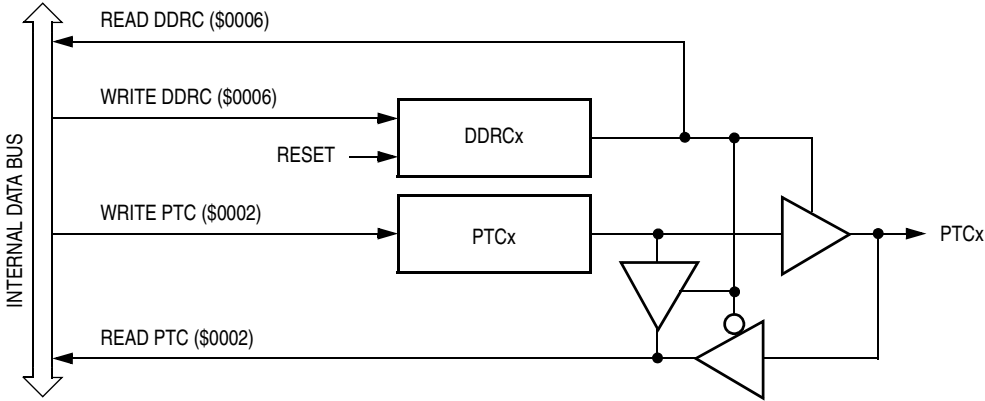 READ DDRC ($0006)
WRITE DDRC ($0006)
DDRCx
RESET
INTERNAL DATA BUS
WRITE PTC ($0002)
PTCx
PTCx
READ PTC ($0002)